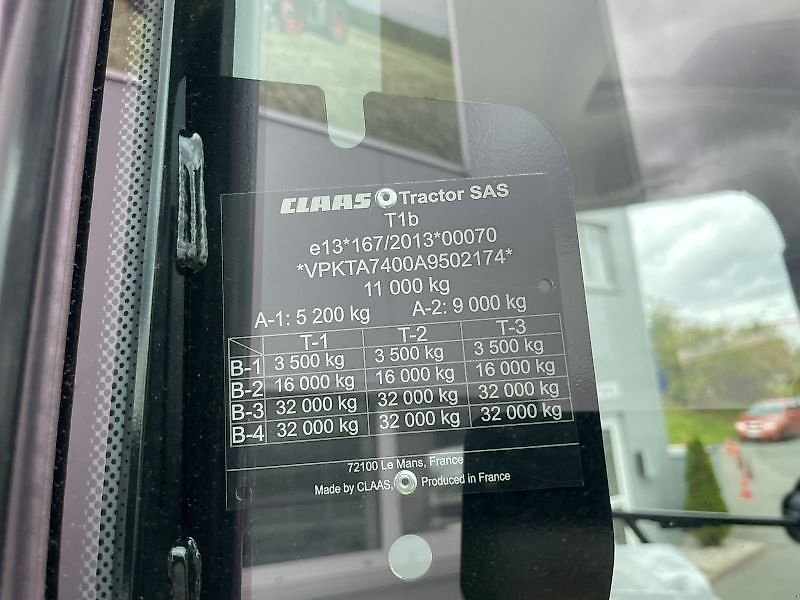 CLAAS Tractor SAS
T1b
e13*167/2013*00070
*VPKTA7400A9502174*
11 000 kg
A-1: 5 200 kg A-2: 9 000 kg
T-1 T-2 T-3
B-1 3 500 kg 3 500 kg 3 500 kg
B-2 16 000 kg 16 000 kg 16 000 kg
B-3 32 000 kg 32 000 kg 32 000 kg
B-4 32 000 kg 32 000 kg 32 000 kg
72100 Le Mans, France
Made by CLAAS, Produced in France